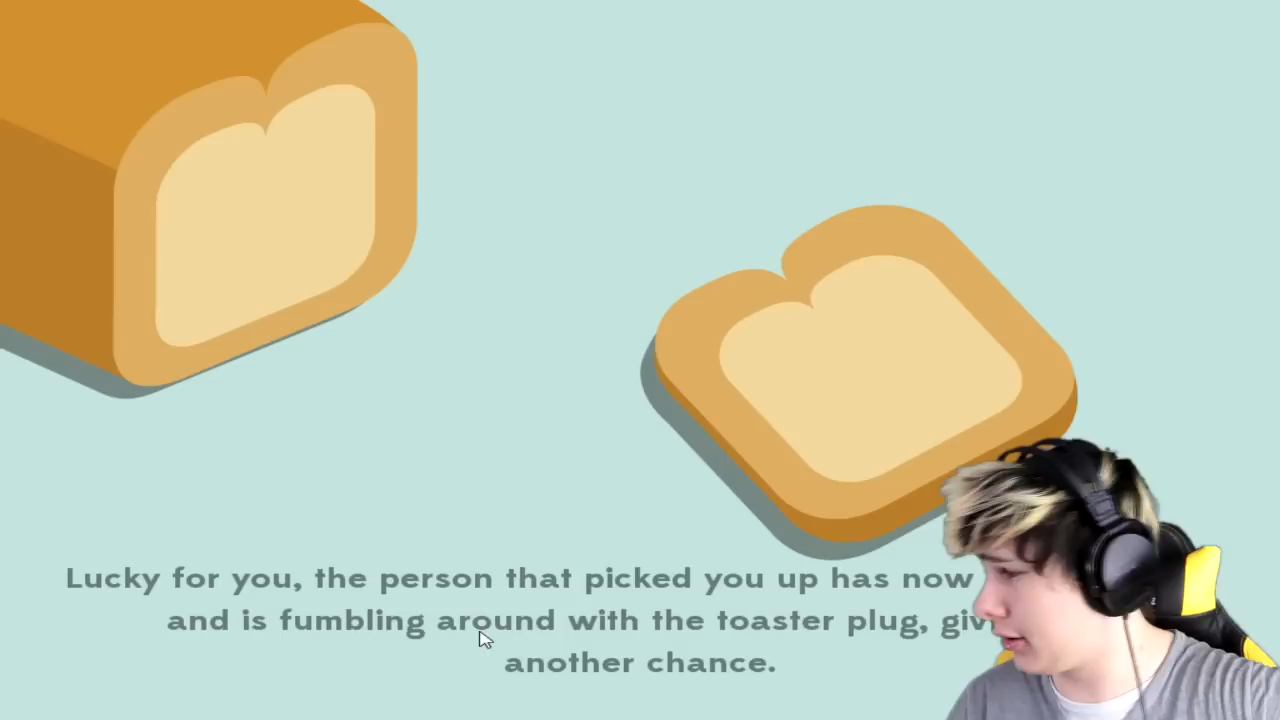 Lucky for you, the person that picked you up has now
and is fumbling around with the toaster plug,
another chance.